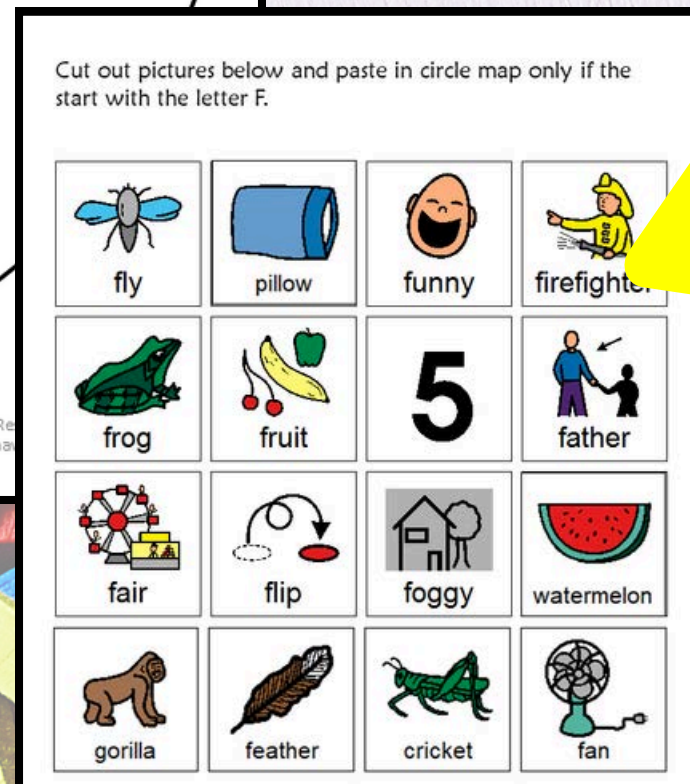 Cut out pictures below and paste in circle map only if the
start with the letter F.
fly pillow funny firefighter
frog fruit 5 father
fair flip foggy watermelon
gorilla feather cricket fan